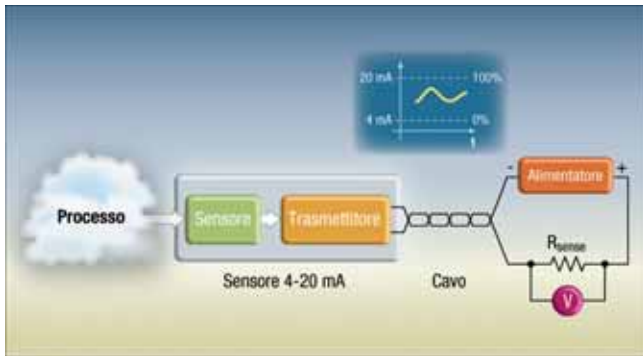 20 mA 100%
4 mA 0%
t
Processo
Sensore
Trasmettitore
Sensore 4-20 mA
Cavo
- Alimentatore +
Rsense
V